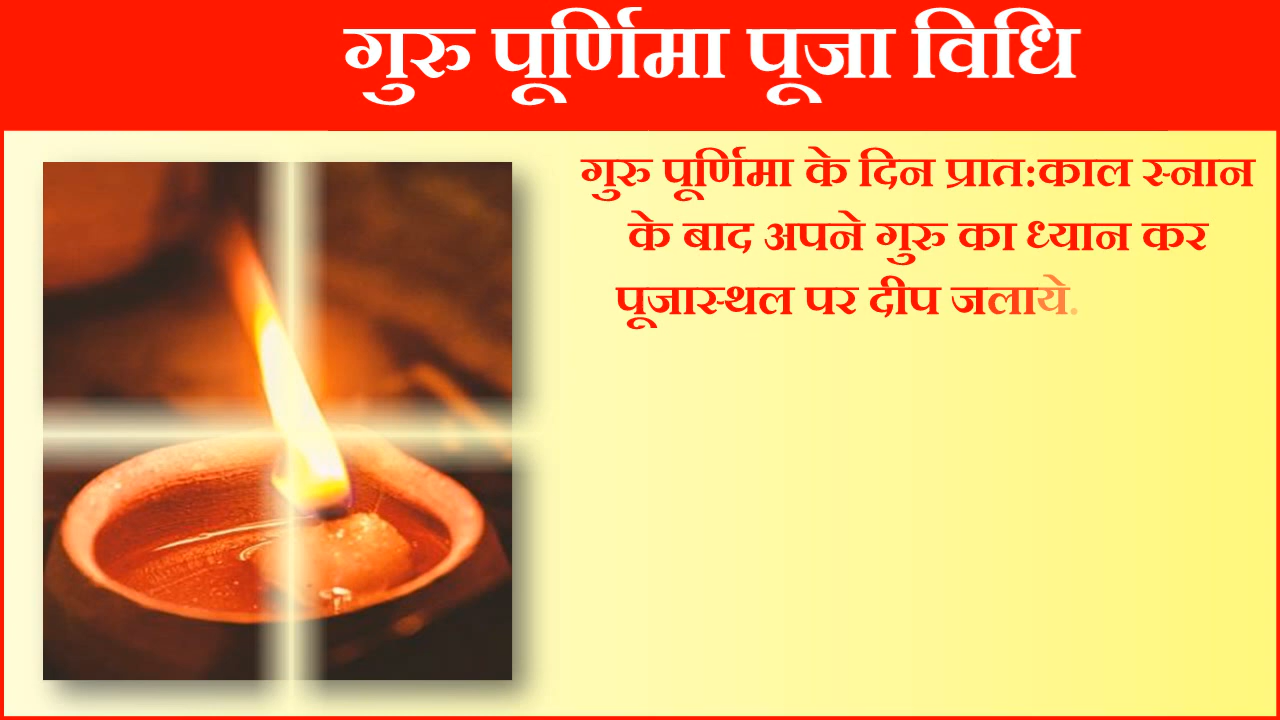 गुरु पूर्णिमा पूजा विधि
गुरु पूर्णिमा के दिन प्रात:काल स्नान
के बाद अपने गुरु का ध्यान कर
पूजास्थल पर दीप जलाये.